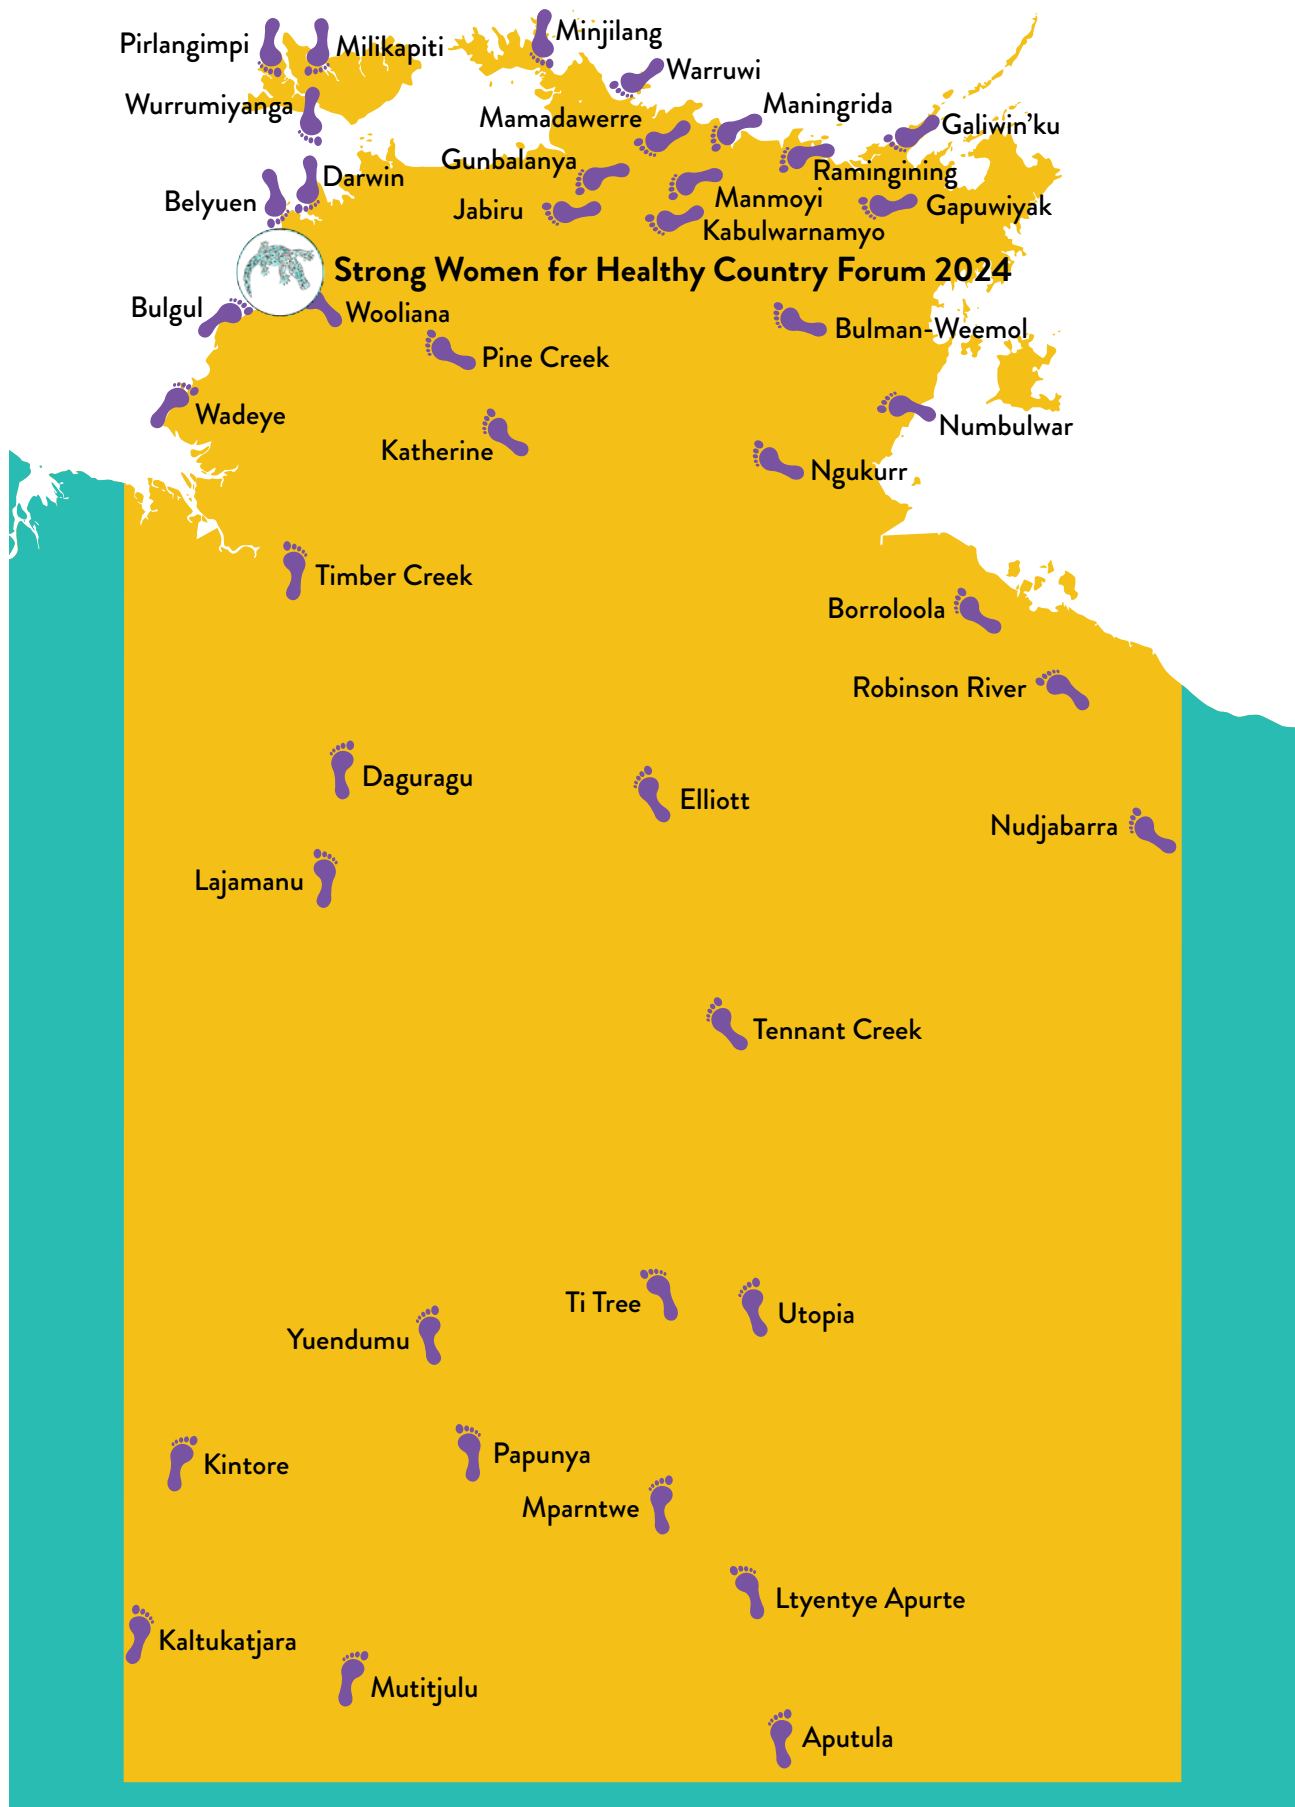 Pirlangimpi
Milikapiti
Minjilang
Warruwi
Wurrumiyanga
Mamadawerre
Maningrida
Galiwin'ku
Gunbalanya
Ramingining
Belyuen
Darwin
Jabiru
Manmoyi
Gapuwiyak
Kabulwarnamyo
Strong Women for Healthy Country Forum 2024
Bulgul
Wooliana
Bulman-Weemol
Pine Creek
Wadeye
Numbulwar
Katherine
Ngukurr
Timber Creek
Borroloola
Robinson River
Daguragu
Elliott
Nudjabarra
Lajamanu
Tennant Creek
Ti Tree
Utopia
Yuendumu
Kintore
Papunya
Mparntwe
Ltyentye Apurte
Kaltukatjara
Mutitjulu
Aputula